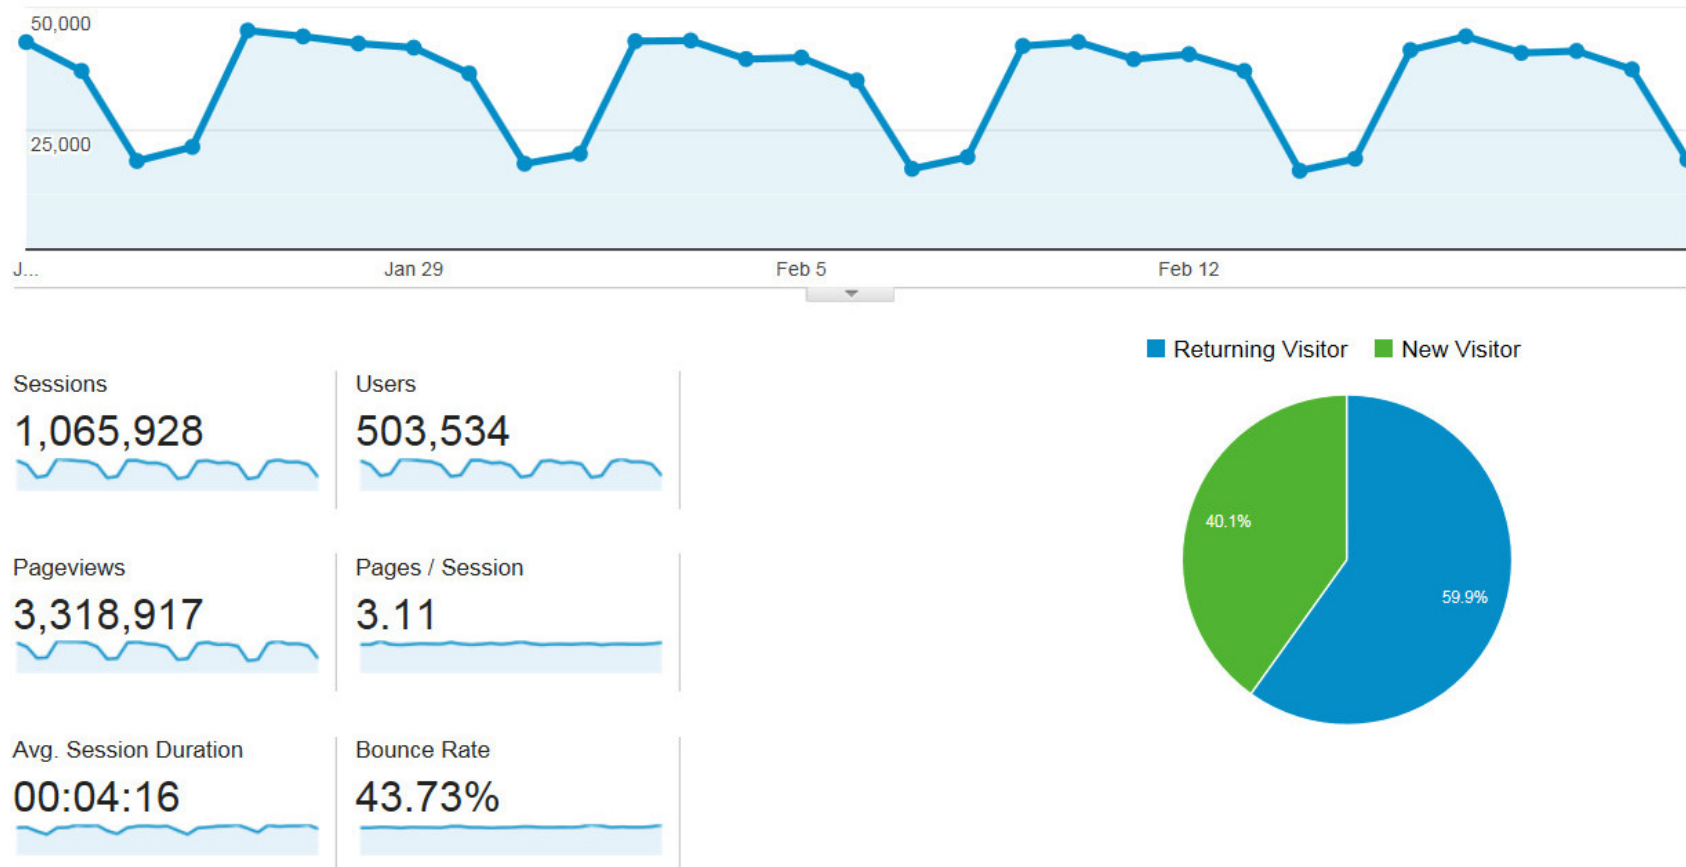 50,000
25,000
J...
Jan 29
Feb 5
Feb 12
Returning Visitor
New Visitor
Sessions
1,065,928
Users
503,534
Pageviews
3,318,917
Pages / Session
3.11
Avg. Session Duration
00:04:16
Bounce Rate
43.73%
40.1%
59.9%